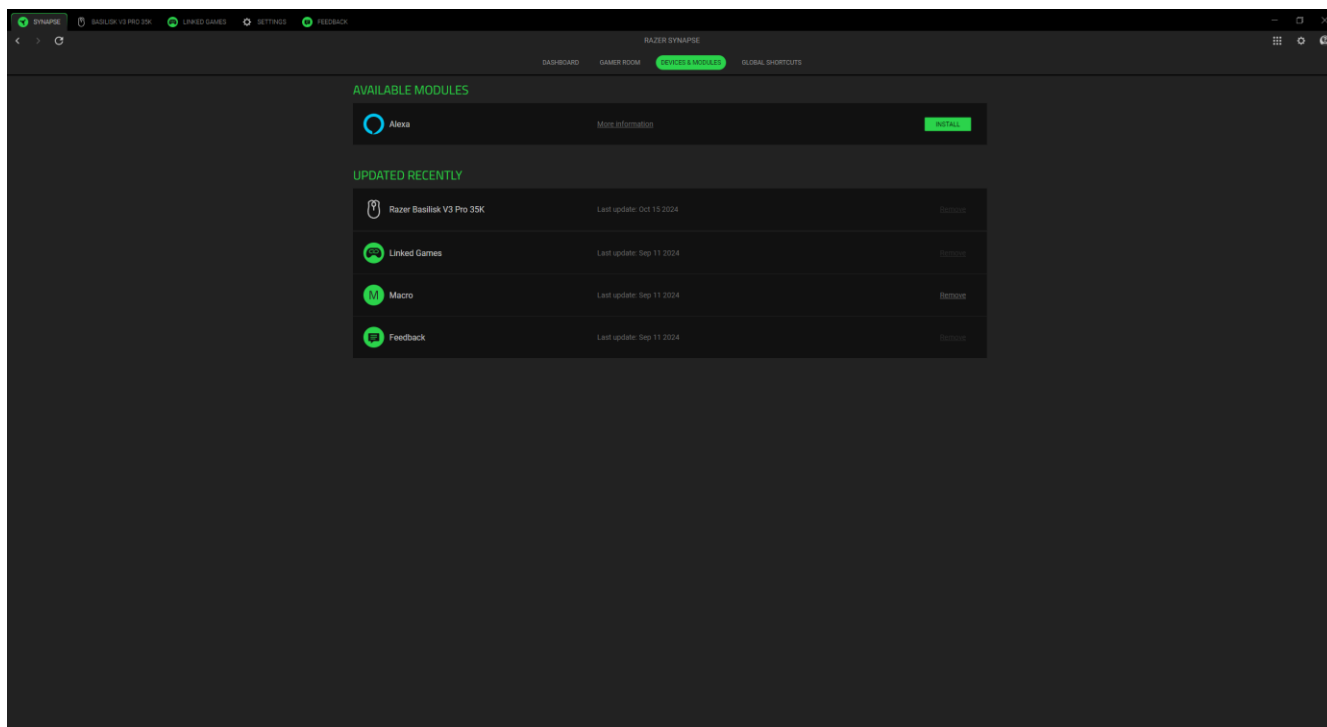 SYNAPSE BASILISK V3 PRO 35K LINKED GAMES SETTINGS FEEDBACK
RAZER SYNAPSE
DASHBOARD GAMER ROOM DEVICES & MODULES GLOBAL SHORTCUTS
AVAILABLE MODULES
Alexa More information INSTALL
UPDATED RECENTLY
Razer Basilisk V3 Pro 35K Last update: Oct 15 2024 Remove
Linked Games Last update: Sep 11 2024 Remove
M Macro Last update: Sep 11 2024 Remove
Feedback Last update: Sep 11 2024 Remove